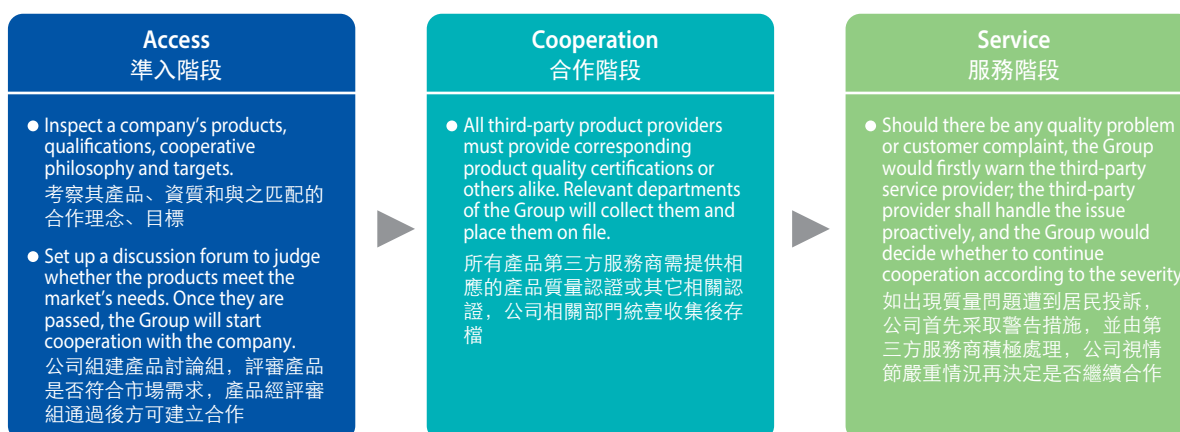 Access
準入階段
● Inspect a company's products,
qualifications, cooperative
philosophy and targets.
考察其產品、資質和與之匹配的
合作理念、目標
● Set up a discussion forum to judge
whether the products meet the
market's needs. Once they are
passed, the Group will start
cooperation with the company.
公司組建產品討論組，評審產品
是否符合市場需求，產品經評審
組通過後方可建立合作
Cooperation
合作階段
● All third-party product providers
must provide corresponding
product quality certifications or
others alike. Relevant departments
of the Group will collect them and
place them on file.
所有產品第三方服務商需提供相
應的產品質量認證或其它相關認
證，公司相關部門統壹收集後存
檔
Service
服務階段
● Should there be any quality problem
or customer complaint, the Group
would firstly warn the third-party
service provider; the third-party
provider shall handle the issue
proactively, and the Group would
decide whether to continue
cooperation according to the severity
如出現質量問題遭到居民投訴，
公司首先采取警告措施，並由第
三方服務商積極處理，公司視情
節嚴重情況再決定是否繼續合作